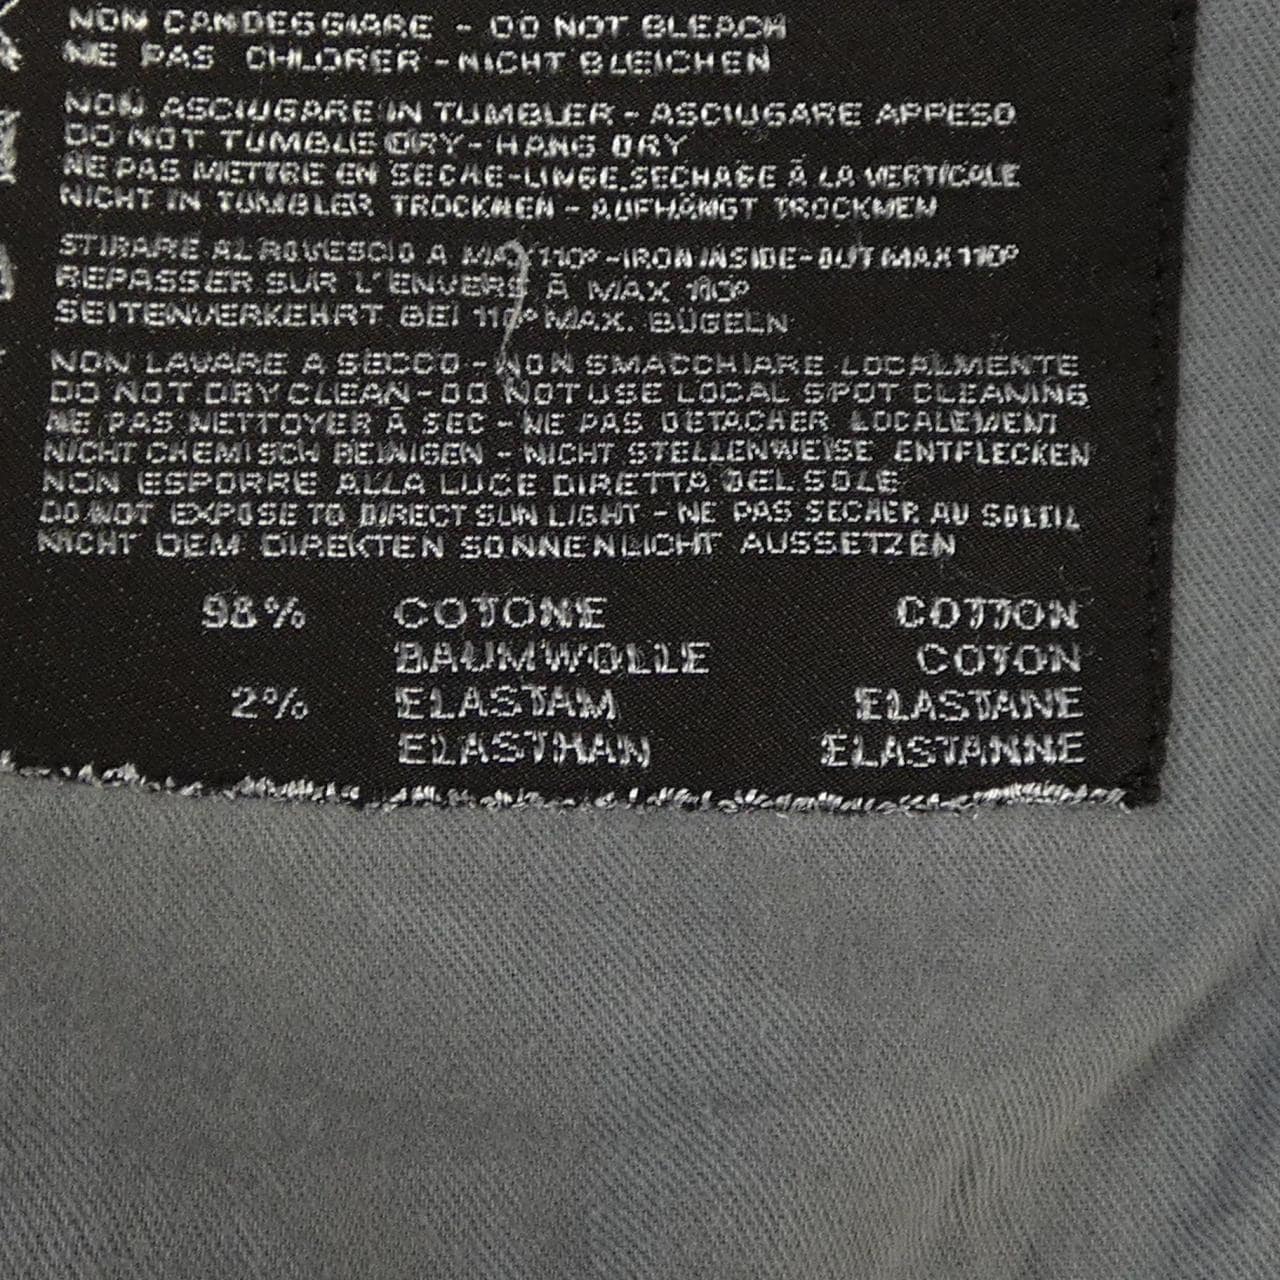 NON CANDEGGIARE - DO NOT BLEACH
NE PAS CHLORER - NICHT BLEICHEN
NON ASCIUGARE IN TUMBLER - ASCIUGARE APPESO
DO NOT TUMBLE DRY - HANG DRY
NE PAS METTRE EN SECHE-LINGE SECHAGE À LA VERTICALE
NICHT IN TUMBLER TROCKNEN - AUFHÄNGT TROCKNEN
STIRARE AL ROVESCIO A MAX 110° - IRON INSIDE-OUT MAX 110°
REPASSER SUR L'ENVERS À MAX 110°
SEITENVERKEHRT BEI 110° MAX. BÜGELN
NON LAVARE A SECCO - NON SMACCHIARE LOCALMENTE
DO NOT DRY CLEAN - DO NOT USE LOCAL SPOT CLEANING
NE PAS NETTOYER À SEC - NE PAS DETACHER LOCALEMENT
NICHT CHEMISCH REINIGEN - NICHT STELLENWEISE ENTFLECKEN
NON ESPORRE ALLA LUCE DIRETTA DEL SOLE
DO NOT EXPOSE TO DIRECT SUN LIGHT - NE PAS SECHER AU SOLEIL
NICHT DEM DIREKTEN SONNENLICHT AUSSETZEN
98% COTONE COTTON
BAUMWOLLE COTON
2% ELASTAM ELASTANE
ELASTHAN ELASTANNE